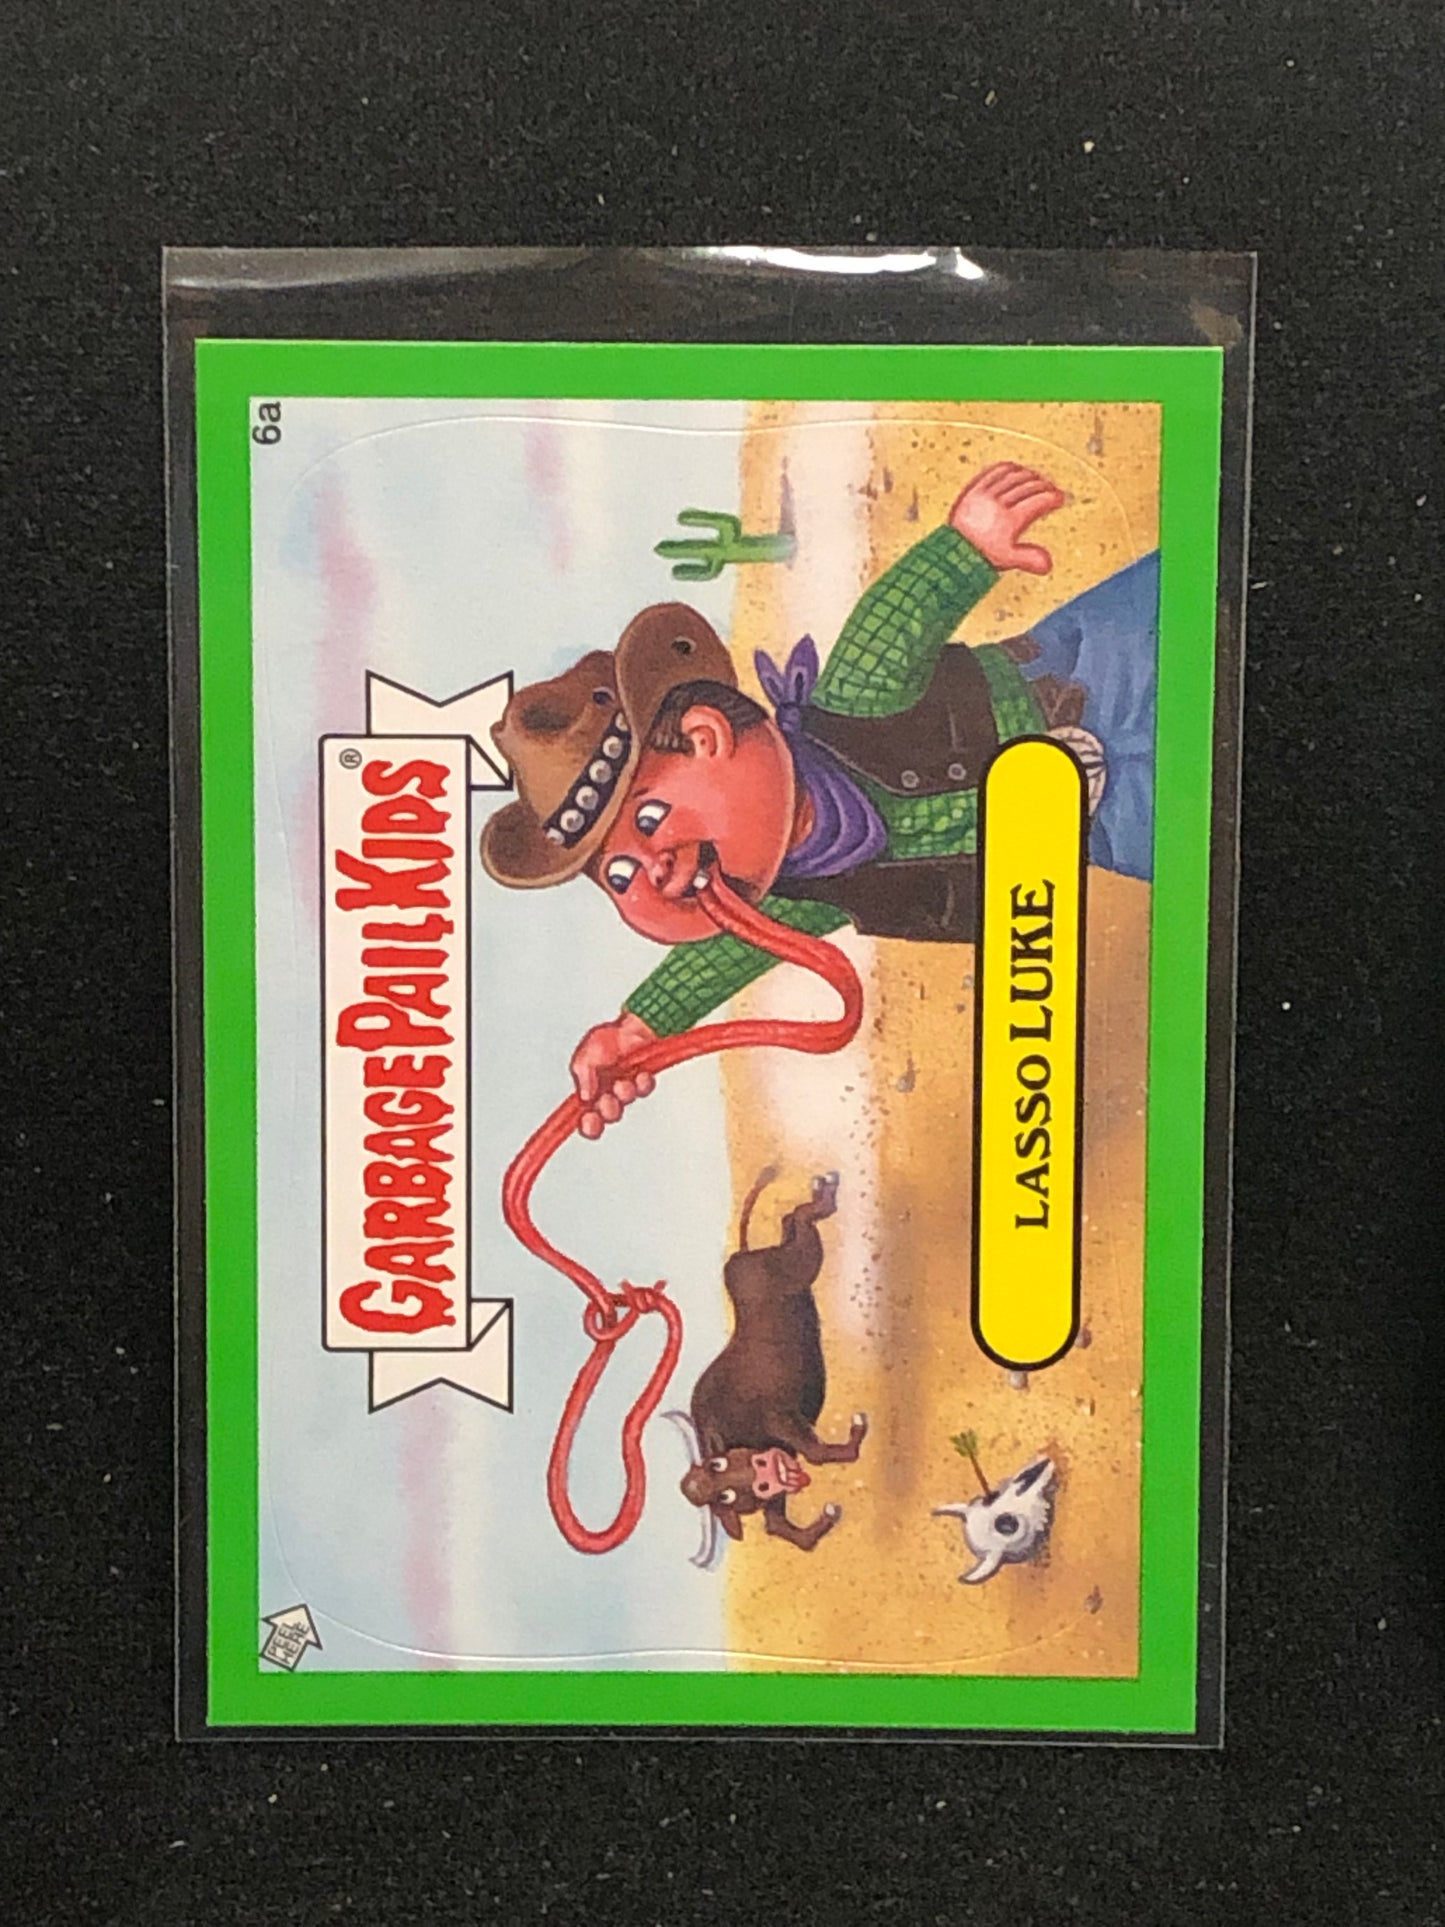 6a
GARBAGE PAIL KIDS®
LASSO LUKE
PEEL
HERE